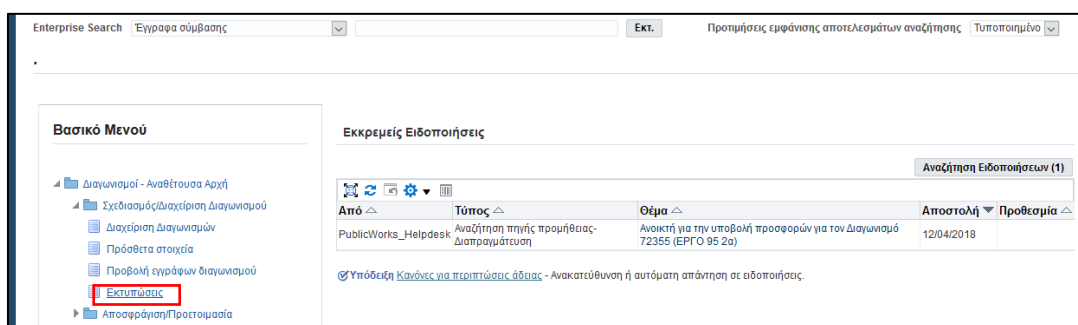 Enterprise Search Έγγραφα σύμβασης Εκτ. Προτιμήσεις εμφάνισης αποτελεσμάτων αναζήτησης Τυποποιημένο
.
Βασικό Μενού
Διαγωνισμοί - Αναθέτουσα Αρχή
Σχεδιασμός/Διαχείριση Διαγωνισμού
Διαχείριση Διαγωνισμών
Πρόσθετα στοιχεία
Προβολή εγγράφων διαγωνισμού
Εκτυπώσεις
Αποσφράγιση/Προετοιμασία
Εκκρεμείς Ειδοποιήσεις
Αναζήτηση Ειδοποιήσεων (1)
Από Τύπος Θέμα Αποστολή Προθεσμία
PublicWorks_Helpdesk Αναζήτηση πηγής προμήθειας- Ανοικτή για την υποβολή προσφορών για τον Διαγωνισμό 12/04/2018
Διαπραγμάτευση 72355 (ΕΡΓΟ 95 2α)
Υπόδειξη Κανόνες για περιπτώσεις άδειας - Ανακατεύθυνση ή αυτόματη απάντηση σε ειδοποιήσεις.